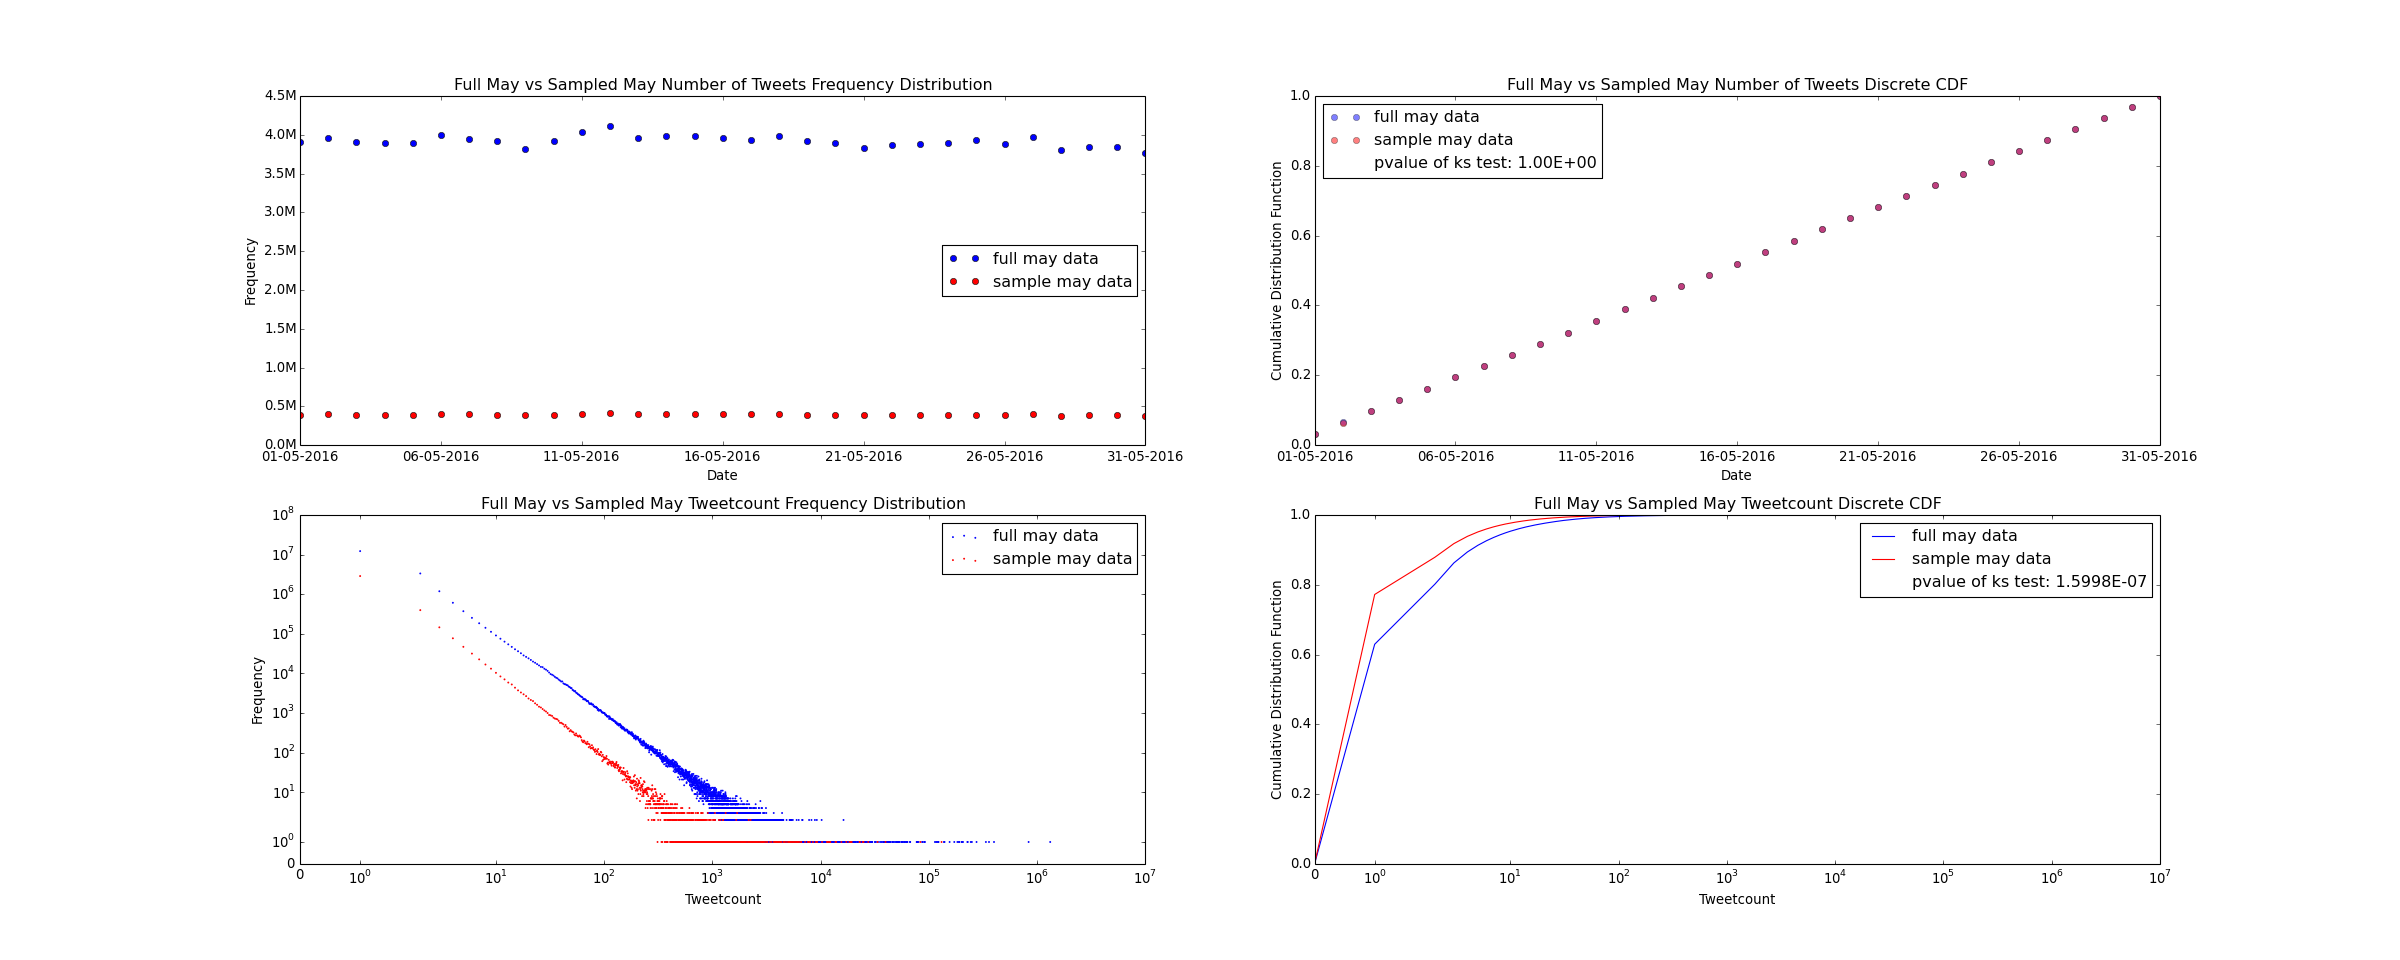 Full May vs Sampled May Number of Tweets Frequency Distribution
4.5M
4.0M
3.5M
3.0M
2.5M
2.0M
1.5M
1.0M
0.5M
0.0M
Frequency
full may data
sample may data
01-05-2016 06-05-2016 11-05-2016 16-05-2016 21-05-2016 26-05-2016 31-05-2016
Date
Full May vs Sampled May Number of Tweets Discrete CDF
1.0
0.8
0.6
0.4
0.2
0.0
Cumulative Distribution Function
full may data
sample may data
pvalue of ks test: 1.00E+00
01-05-2016 06-05-2016 11-05-2016 16-05-2016 21-05-2016 26-05-2016 31-05-2016
Date
Full May vs Sampled May Tweetcount Frequency Distribution
10^8
10^7
10^6
10^5
10^4
10^3
10^2
10^1
10^0
0
Frequency
full may data
sample may data
0 10^0 10^1 10^2 10^3 10^4 10^5 10^6 10^7
Tweetcount
Full May vs Sampled May Tweetcount Discrete CDF
1.0
0.8
0.6
0.4
0.2
0.0
Cumulative Distribution Function
full may data
sample may data
pvalue of ks test: 1.5998E-07
0 10^0 10^1 10^2 10^3 10^4 10^5 10^6 10^7
Tweetcount